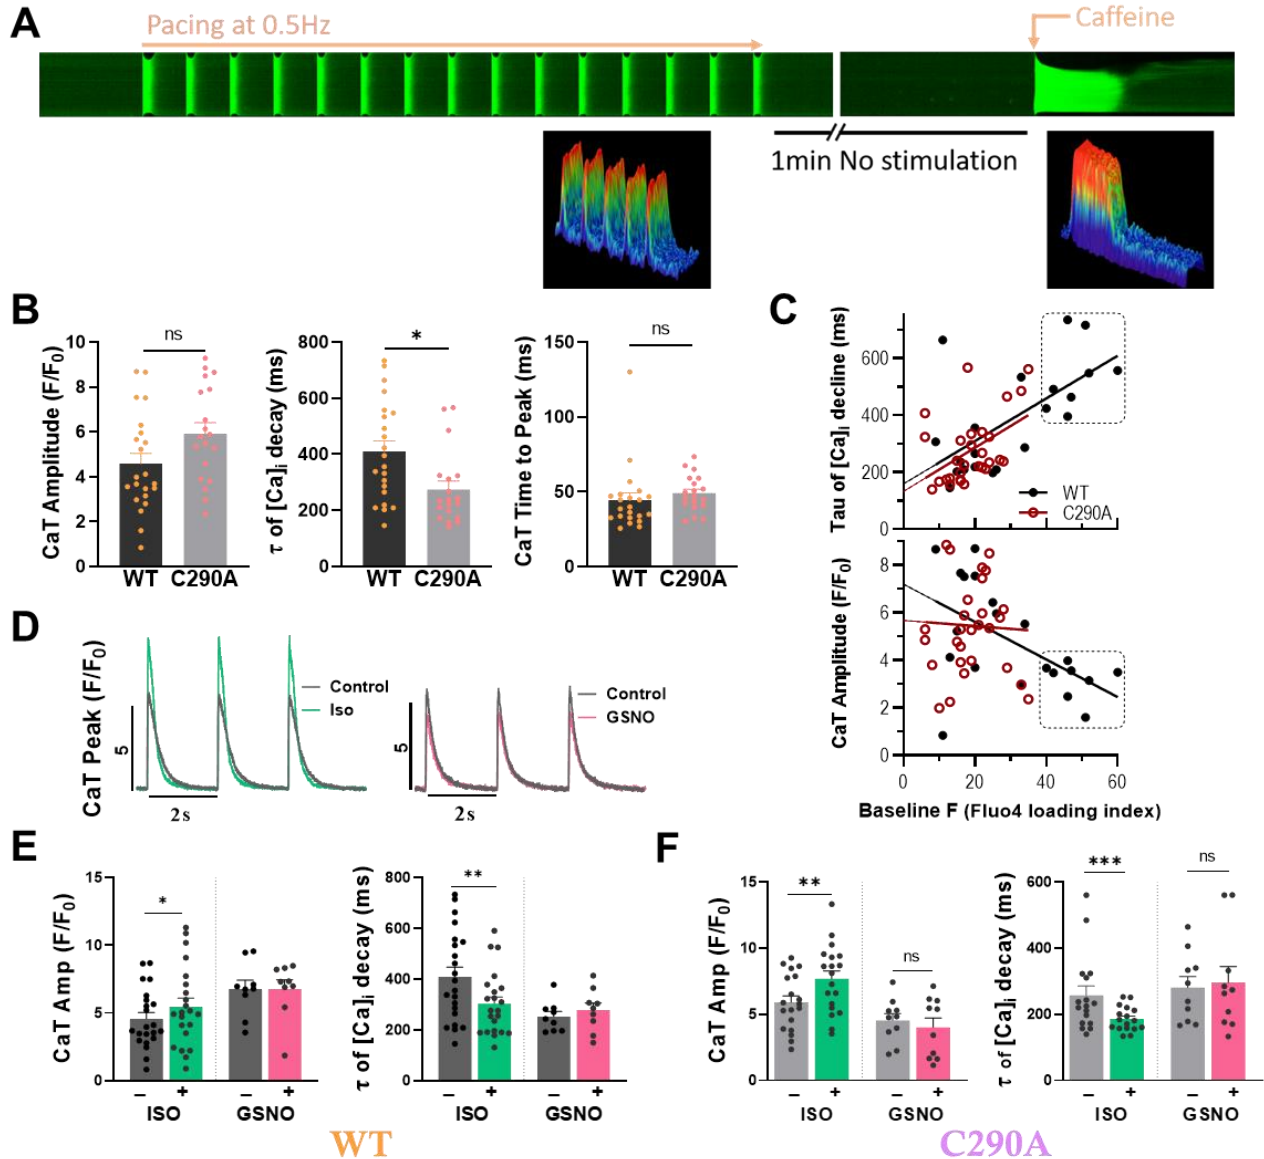 A
Pacing at 0.5Hz
Caffeine
1min No stimulation
B
CaT Amplitude (F/F0)
10
8
6
4
2
0
ns
WT C290A
τ of [Ca]i decay (ms)
800
600
400
200
0
*
WT C290A
CaT Time to Peak (ms)
150
100
50
0
ns
WT C290A
C
Tau of [Ca]i decline (ms)
600
400
200
0
WT
C290A
CaT Amplitude (F/F0)
8
6
4
2
0
0 20 40 60
Baseline F (Fluo4 loading index)
D
CaT Peak (F/F0)
5
2s
Control
Iso
5
2s
Control
GSNO
E
CaT Amp (F/F0)
15
10
5
0
*
– + 
ISO GSNO
τ of [Ca]i decay (ms)
800
600
400
200
0
**
– + – +
ISO GSNO
WT
F
CaT Amp (F/F0)
15
10
5
0
**
ns
– + – +
ISO GSNO
τ of [Ca]i decay (ms)
600
400
200
0
***
ns
– + – +
ISO GSNO
C290A